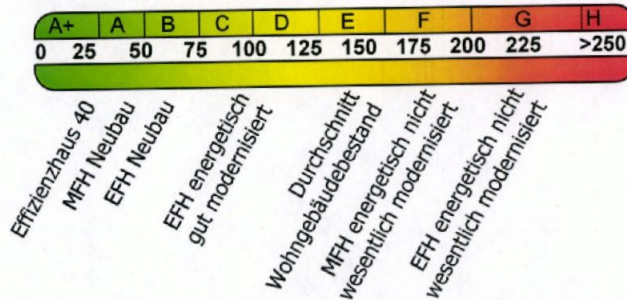 A+ A B C D E F G H
0 25 50 75 100 125 150 175 200 225 >250
Effizienzhaus 40
MFH Neubau
EFH Neubau
EFH energetisch
gut modernisiert
Durchschnitt
Wohngebäudebestand
MFH energetisch nicht
wesentlich modernisiert
EFH energetisch nicht
wesentlich modernisiert